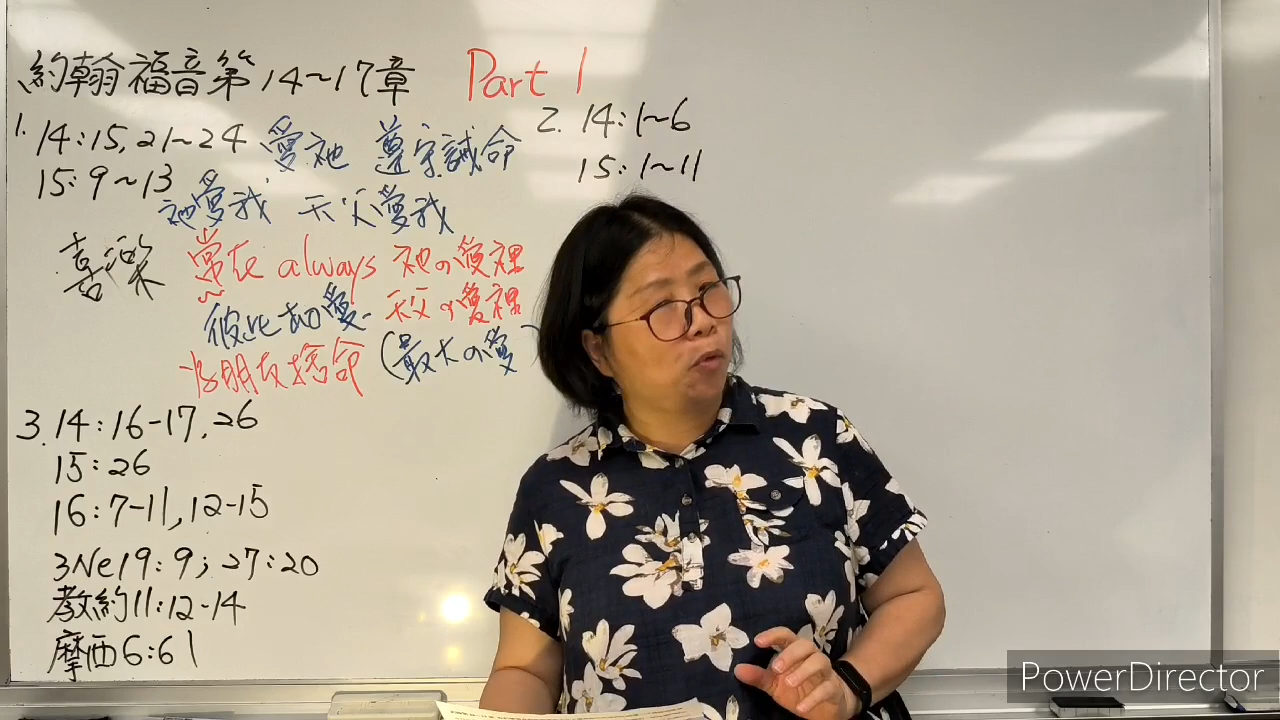 約翰福音第14~17章 Part 1
1. 14:15,21~24 愛祂 遵守誡命
15:9~13
祂愛我 天父愛我
喜樂 常在 always 祂の愛裡
彼此相愛. 天父の愛裡
為朋友捨命 (最大の愛)
2. 14:1~6
15:1~11
3. 14:16-17,26
15:26
16:7-11,12-15
3Ne19:9;27:20
教約11:12-14
摩西6:61
PowerDirector